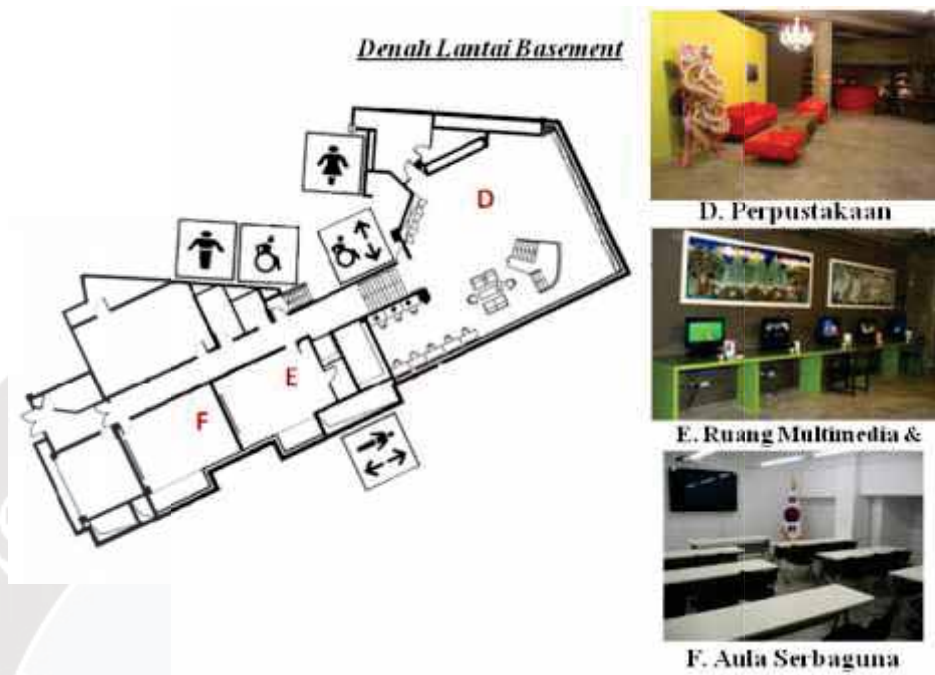 Denah Lantai Basement
D
E
F
D. Perpustakaan
E. Ruang Multimedia &
F. Aula Serbaguna